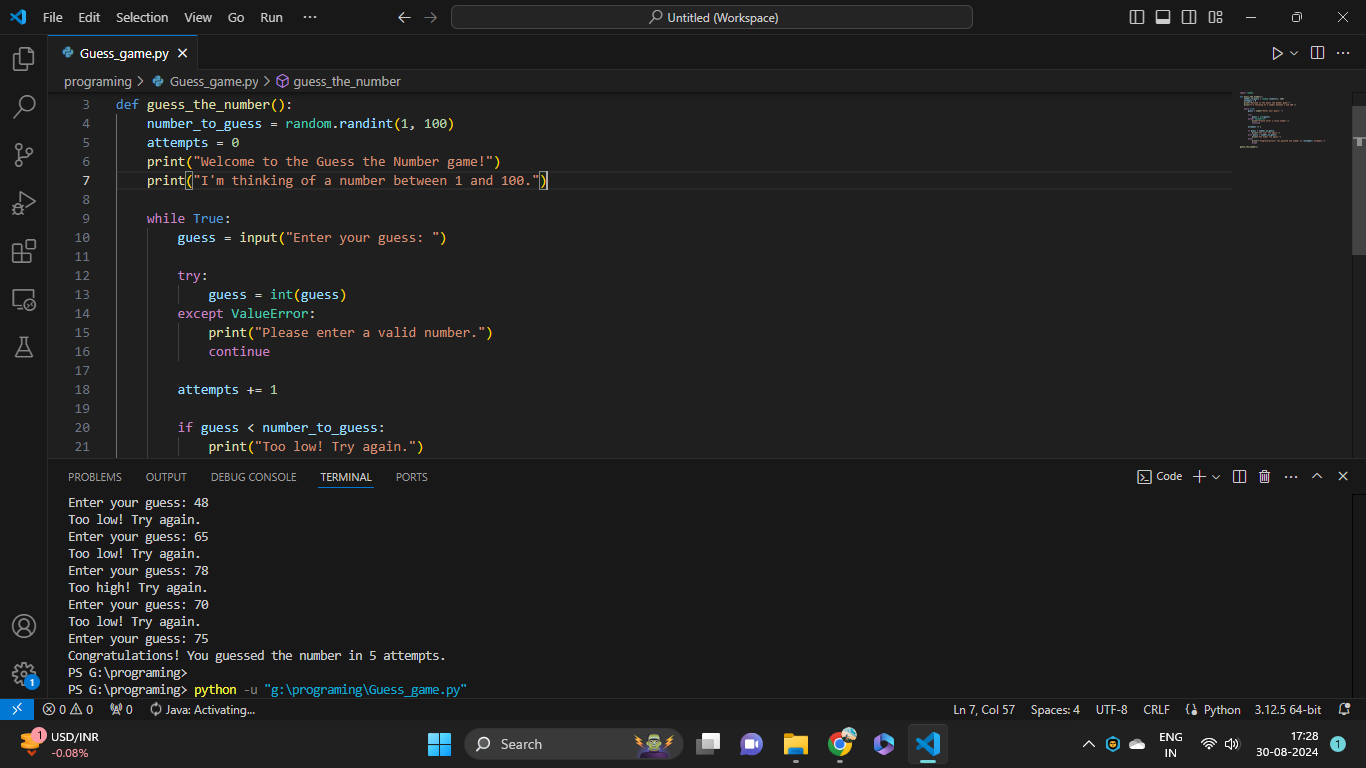 File Edit Selection View Go Run ··· Untitled (Workspace)
Guess_game.py
programing > Guess_game.py > guess_the_number
3 def guess_the_number():
4 number_to_guess = random.randint(1, 100)
5 attempts = 0
6 print("Welcome to the Guess the Number game!")
7 print("I'm thinking of a number between 1 and 100.")
8
9 while True:
10 guess = input("Enter your guess: ")
11
12 try:
13 guess = int(guess)
14 except ValueError:
15 print("Please enter a valid number.")
16 continue
17
18 attempts += 1
19
20 if guess < number_to_guess:
21 print("Too low! Try again.")
PROBLEMS OUTPUT DEBUG CONSOLE TERMINAL PORTS Code
Enter your guess: 48
Too low! Try again.
Enter your guess: 65
Too low! Try again.
Enter your guess: 78
Too high! Try again.
Enter your guess: 70
Too low! Try again.
Enter your guess: 75
Congratulations! You guessed the number in 5 attempts.
PS G:\programing>
PS G:\programing> python -u "g:\programing\Guess_game.py"
1
0 0 0 Java: Activating... Ln 7, Col 57 Spaces: 4 UTF-8 CRLF Python 3.12.5 64-bit
1 USD/INR
-0.08%
Search
ENG
IN
17:28
30-08-2024
1